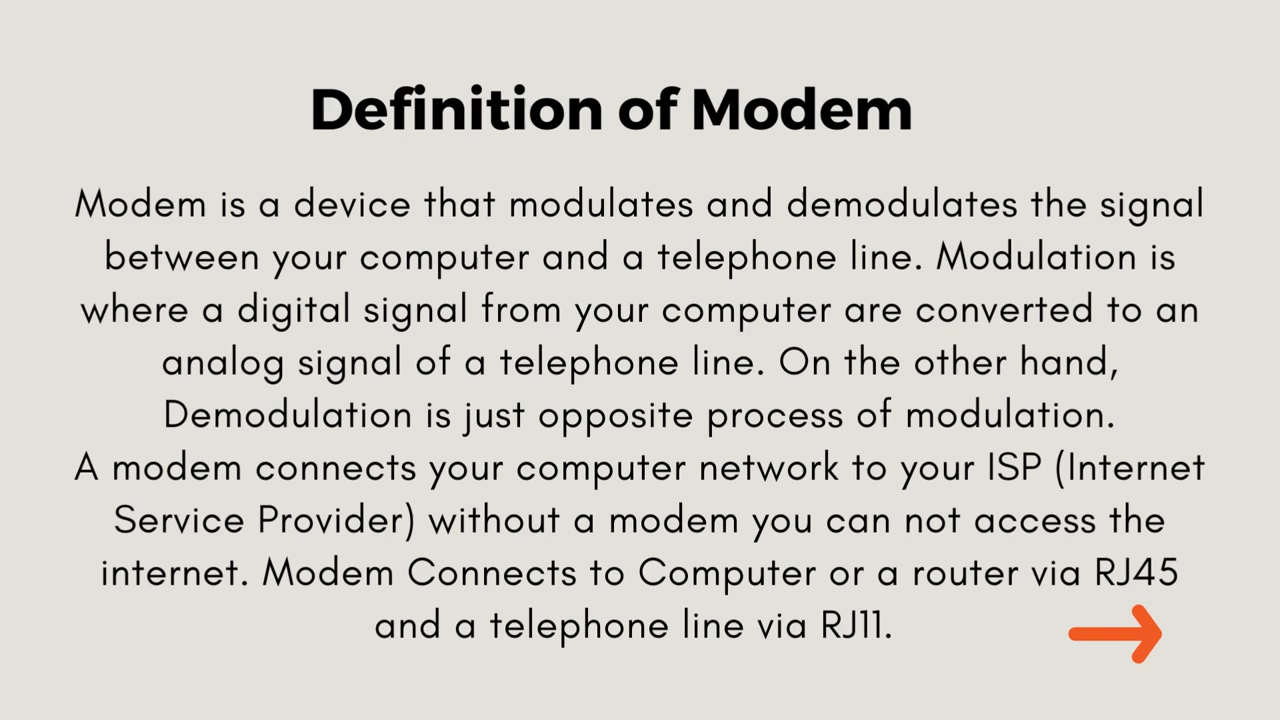 Definition of Modem
Modem is a device that modulates and demodulates the signal
between your computer and a telephone line. Modulation is
where a digital signal from your computer are converted to an
analog signal of a telephone line. On the other hand,
Demodulation is just opposite process of modulation.
A modem connects your computer network to your ISP (Internet
Service Provider) without a modem you can not access the
internet. Modem Connects to Computer or a router via RJ45
and a telephone line via RJ11.